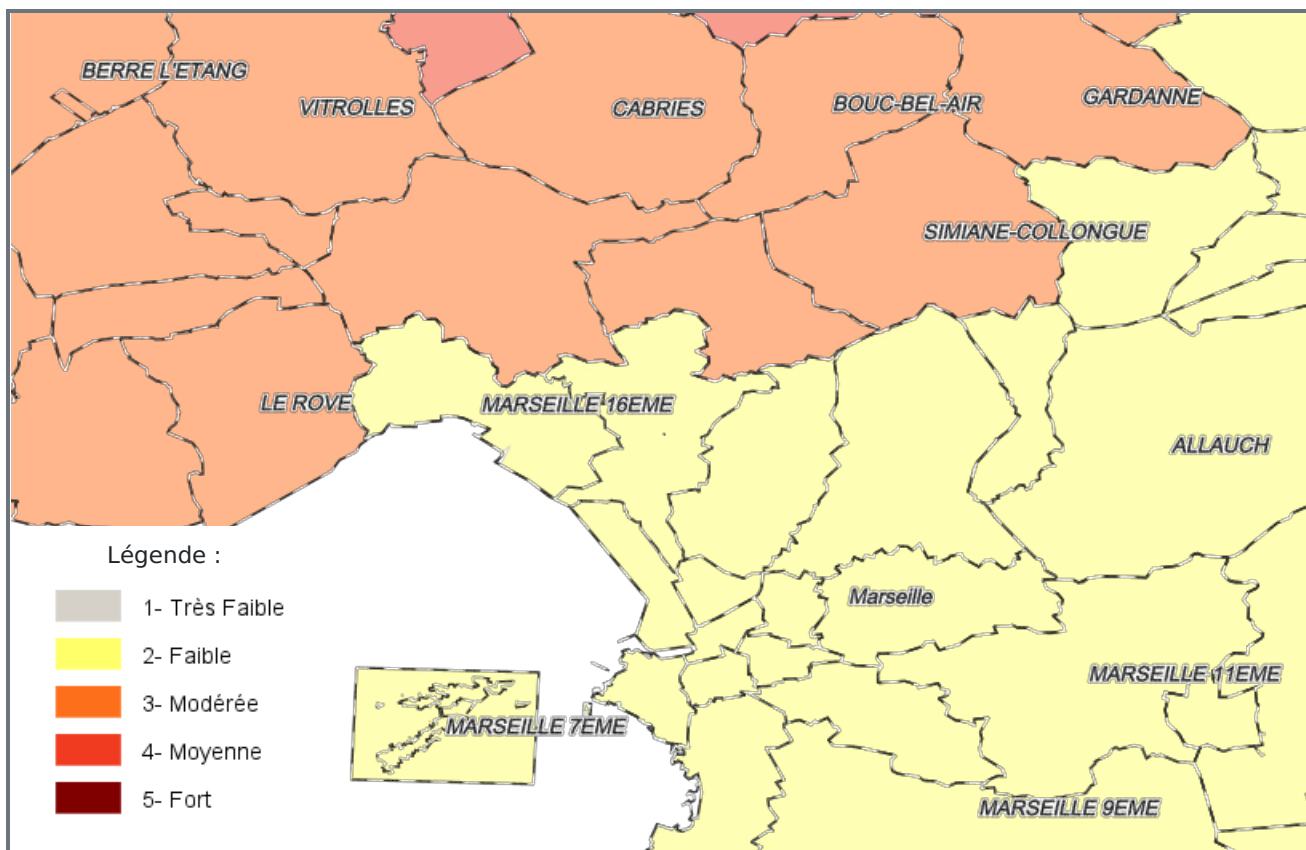 BERRE L'ETANG
VITROLLES
CABRIES
BOUC-BEL-AIR
GARDANNE
SIMIANE-COLLONGUE
LE ROVE
MARSEILLE 16EME
ALLAUCH
Légende :
1- Très Faible
2- Faible
3- Modérée
4- Moyenne
5- Fort
Marseille
MARSEILLE 11EME
MARSEILLE 7EME
MARSEILLE 9EME